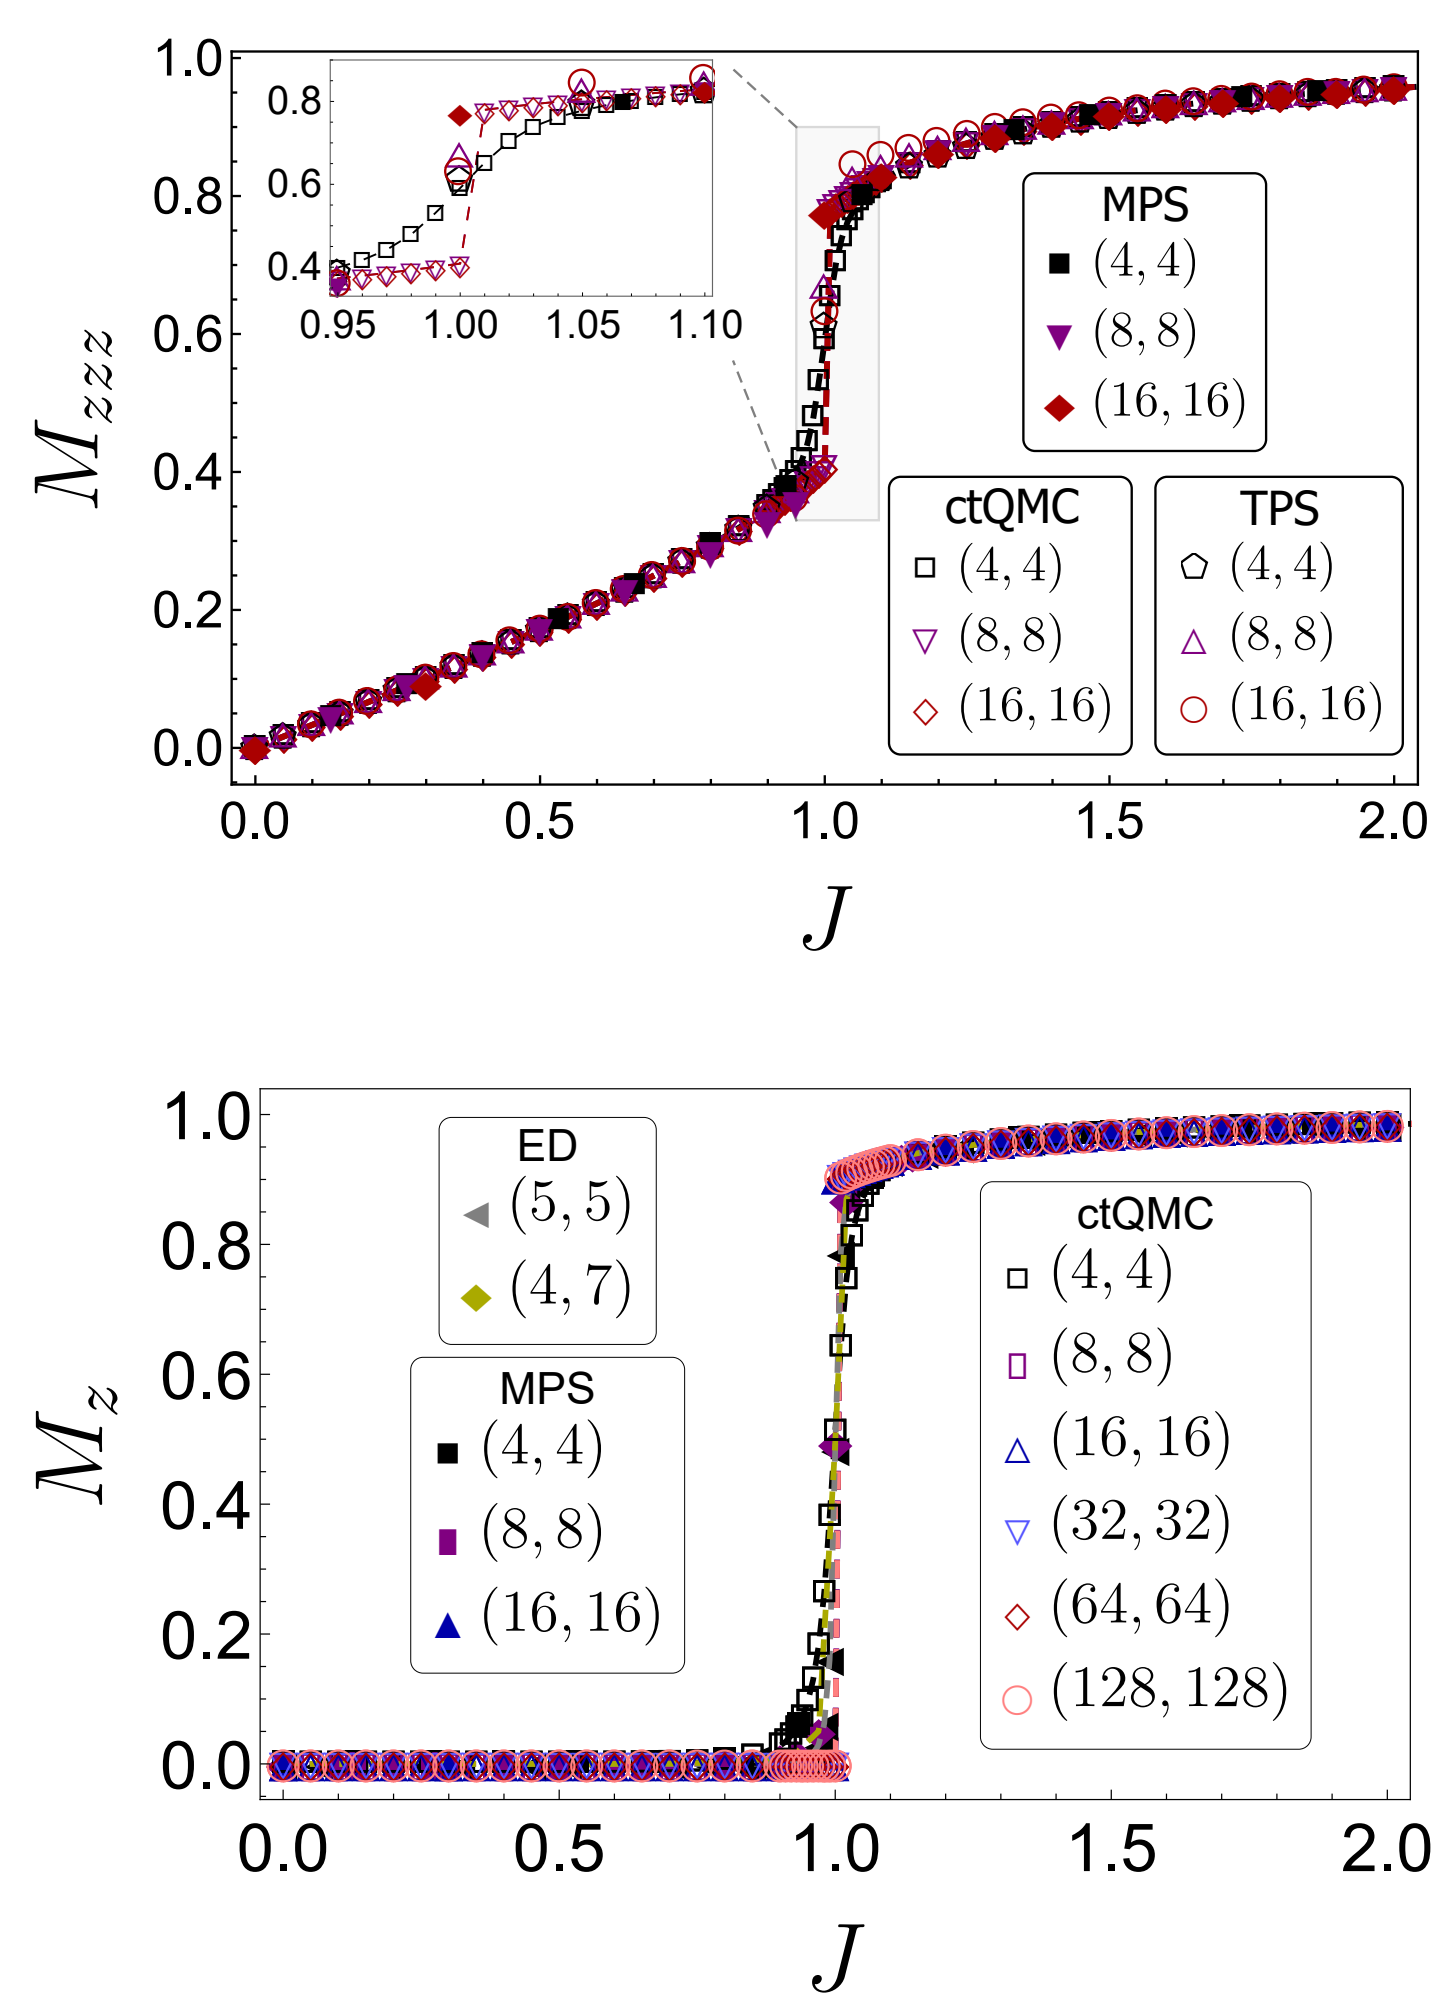 1.0
0.8
0.6
0.4
0.2
0.0
M_zzz
0.8
0.6
0.4
0.95 1.00 1.05 1.10
MPS
(4, 4)
(8, 8)
(16, 16)
ctQMC
(4, 4)
(8, 8)
(16, 16)
TPS
(4, 4)
(8, 8)
(16, 16)
0.0 0.5 1.0 1.5 2.0
J
1.0
0.8
0.6
0.4
0.2
0.0
M_z
ED
(5, 5)
(4, 7)
MPS
(4, 4)
(8, 8)
(16, 16)
ctQMC
(4, 4)
(8, 8)
(16, 16)
(32, 32)
(64, 64)
(128, 128)
0.0 0.5 1.0 1.5 2.0
J